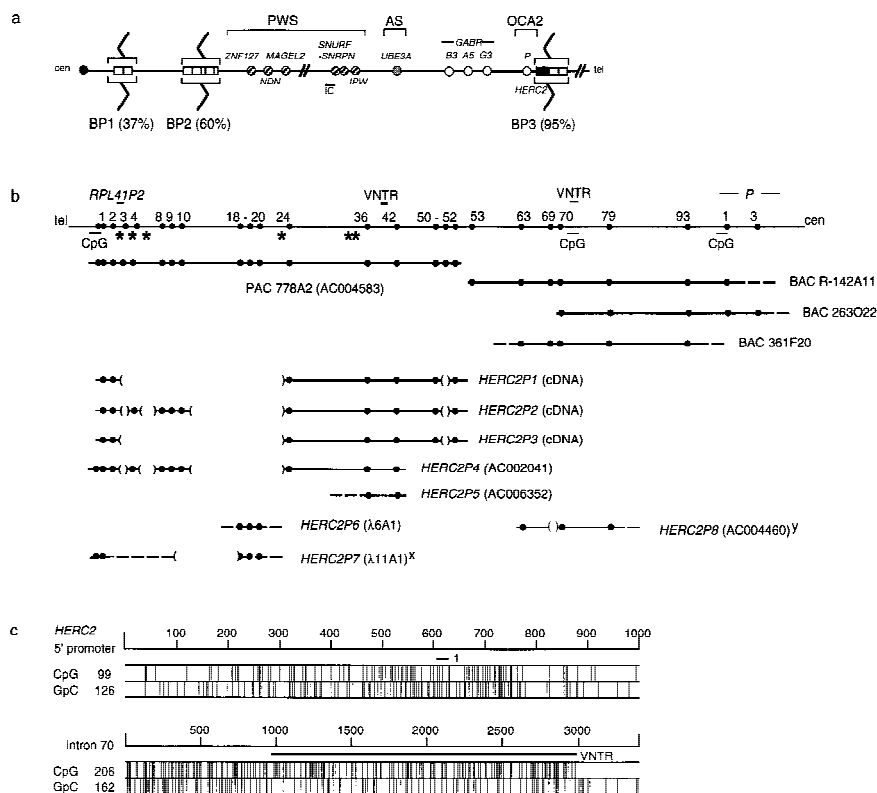 a
PWS AS OCA2
SNURF GABR
ZNF127 MAGEL2 -SNRPN UBE3A B3 A5 G3 P
cen tel
NDN IC IPW HERC2
BP1 (37%) BP2 (60%) BP3 (95%)
b
RPL41P2 VNTR VNTR P
tel 1 2 3 4 8 9 10 18 - 20 24 36 42 50 - 52 53 63 69 70 79 93 1 3 cen
CpG * * * * ** CpG CpG
PAC 778A2 (AC004583)
BAC R-142A11
BAC 263O22
BAC 361F20
HERC2P1 (cDNA)
HERC2P2 (cDNA)
HERC2P3 (cDNA)
HERC2P4 (AC002041)
HERC2P5 (AC006352)
HERC2P6 (λ6A1) HERC2P8 (AC004460)y
HERC2P7 (λ11A1)x
c
HERC2 100 200 300 400 500 600 700 800 900 1000
5' promoter
1
CpG 99
GpC 126
500 1000 1500 2000 2500 3000
Intron 70
VNTR
CpG 206
GpC 162